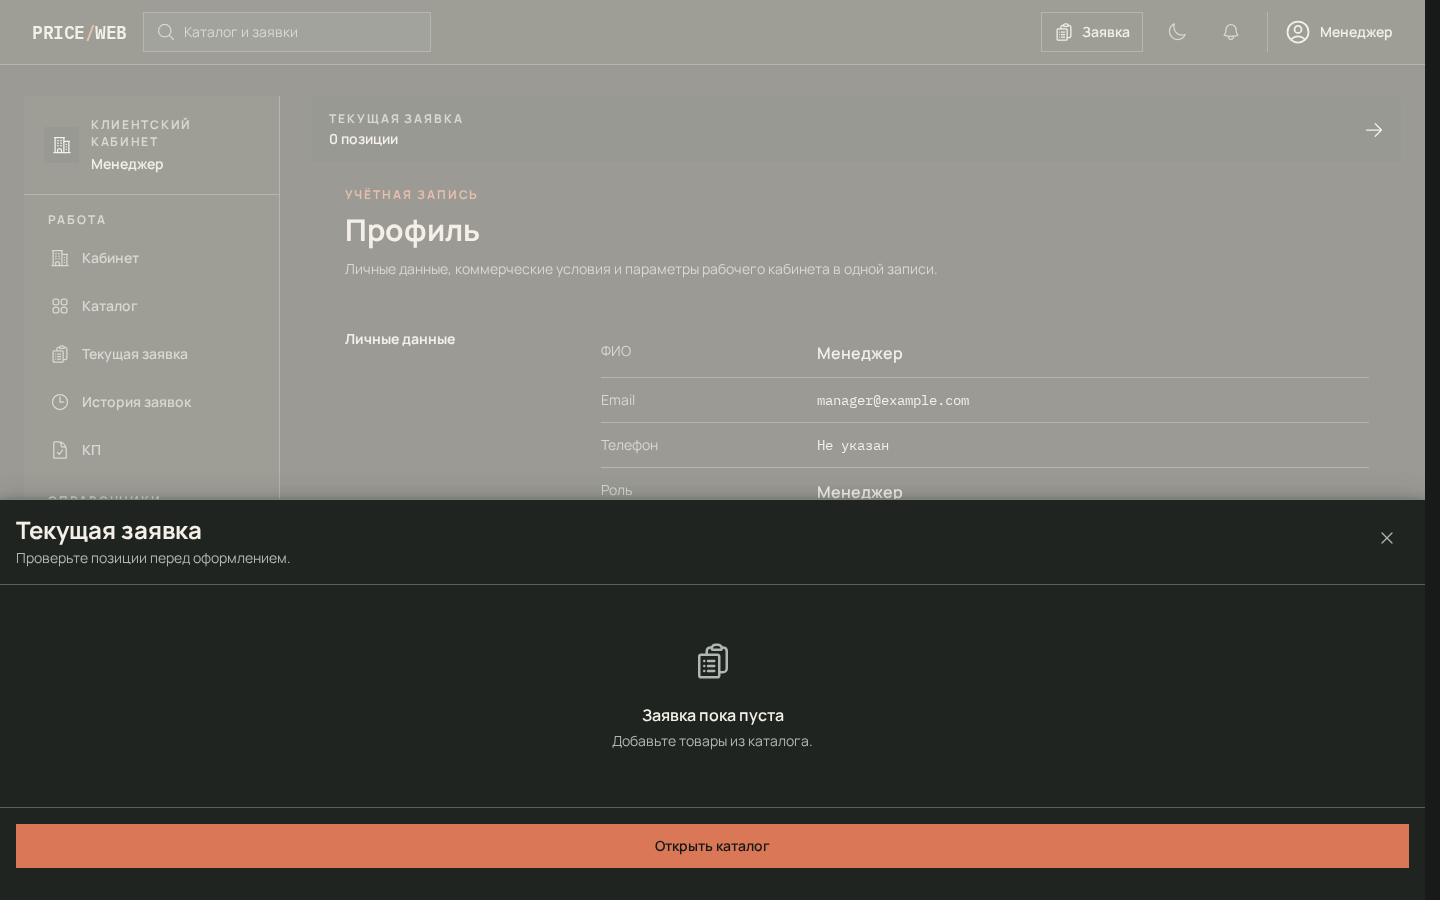 PRICE/WEB
Каталог и заявки
Заявка
Менеджер
КЛИЕНТСКИЙ
КАБИНЕТ
Менеджер
РАБОТА
Кабинет
Каталог
Текущая заявка
История заявок
КП
СПРАВОЧНИКИ
ТЕКУЩАЯ ЗАЯВКА
0 позиции
УЧЁТНАЯ ЗАПИСЬ
Профиль
Личные данные, коммерческие условия и параметры рабочего кабинета в одной записи.
Личные данные
ФИО Менеджер
Email manager@example.com
Телефон Не указан
Роль Менеджер
Текущая заявка
Проверьте позиции перед оформлением.
Заявка пока пуста
Добавьте товары из каталога.
Открыть каталог